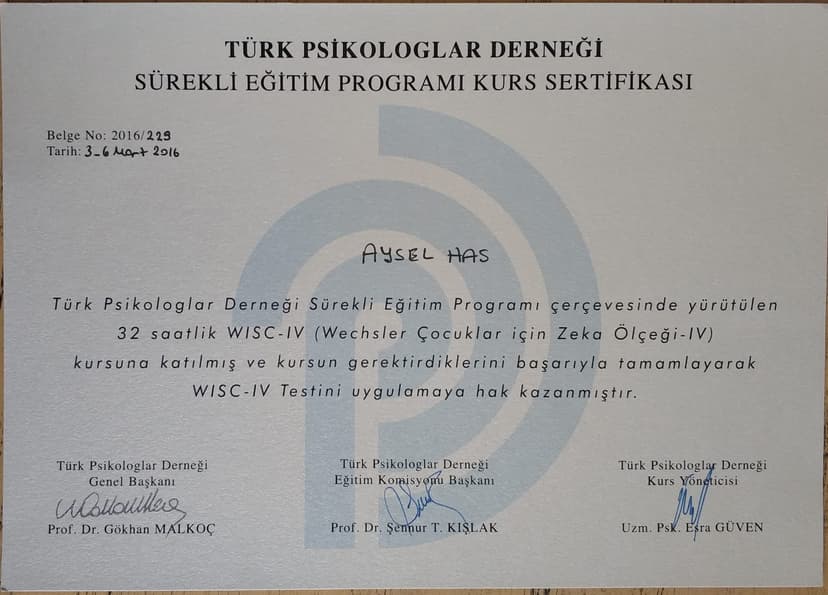 TÜRK PSİKOLOGLAR DERNEĞİ
SÜREKLİ EĞİTİM PROGRAMI KURS SERTİFİKASI
Belge No: 2016/229
Tarih: 3-6 Mart 2016
AYSEL HAS
Türk Psikologlar Derneği Sürekli Eğitim Programı çerçevesinde yürütülen
32 saatlik WISC-IV (Wechsler Çocuklar için Zeka Ölçeği-IV)
kursuna katılmış ve kursun gerektirdiklerini başarıyla tamamlayarak
WISC-IV Testini uygulamaya hak kazanmıştır.
Türk Psikologlar Derneği
Genel Başkanı
Prof. Dr. Gökhan MALKOÇ
Türk Psikologlar Derneği
Eğitim Komisyonu Başkanı
Prof. Dr. Şennur T. KIŞLAK
Türk Psikologlar Derneği
Kurs Yöneticisi
Uzm. Psk. Esra GÜVEN